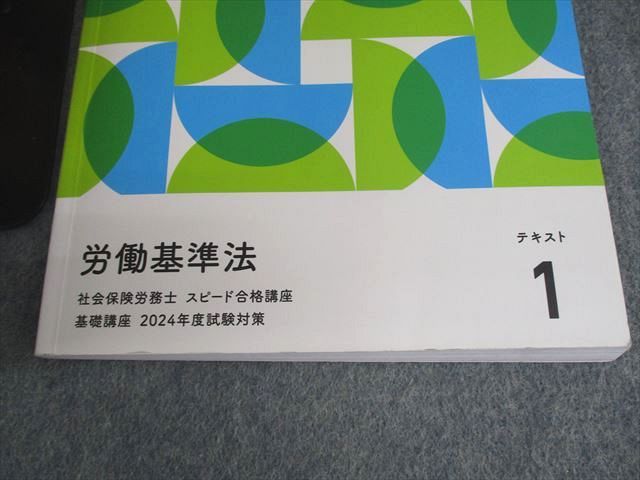 労働基準法
社会保険労務士 スピード合格講座
基礎講座 2024年度試験対策
テキスト
1